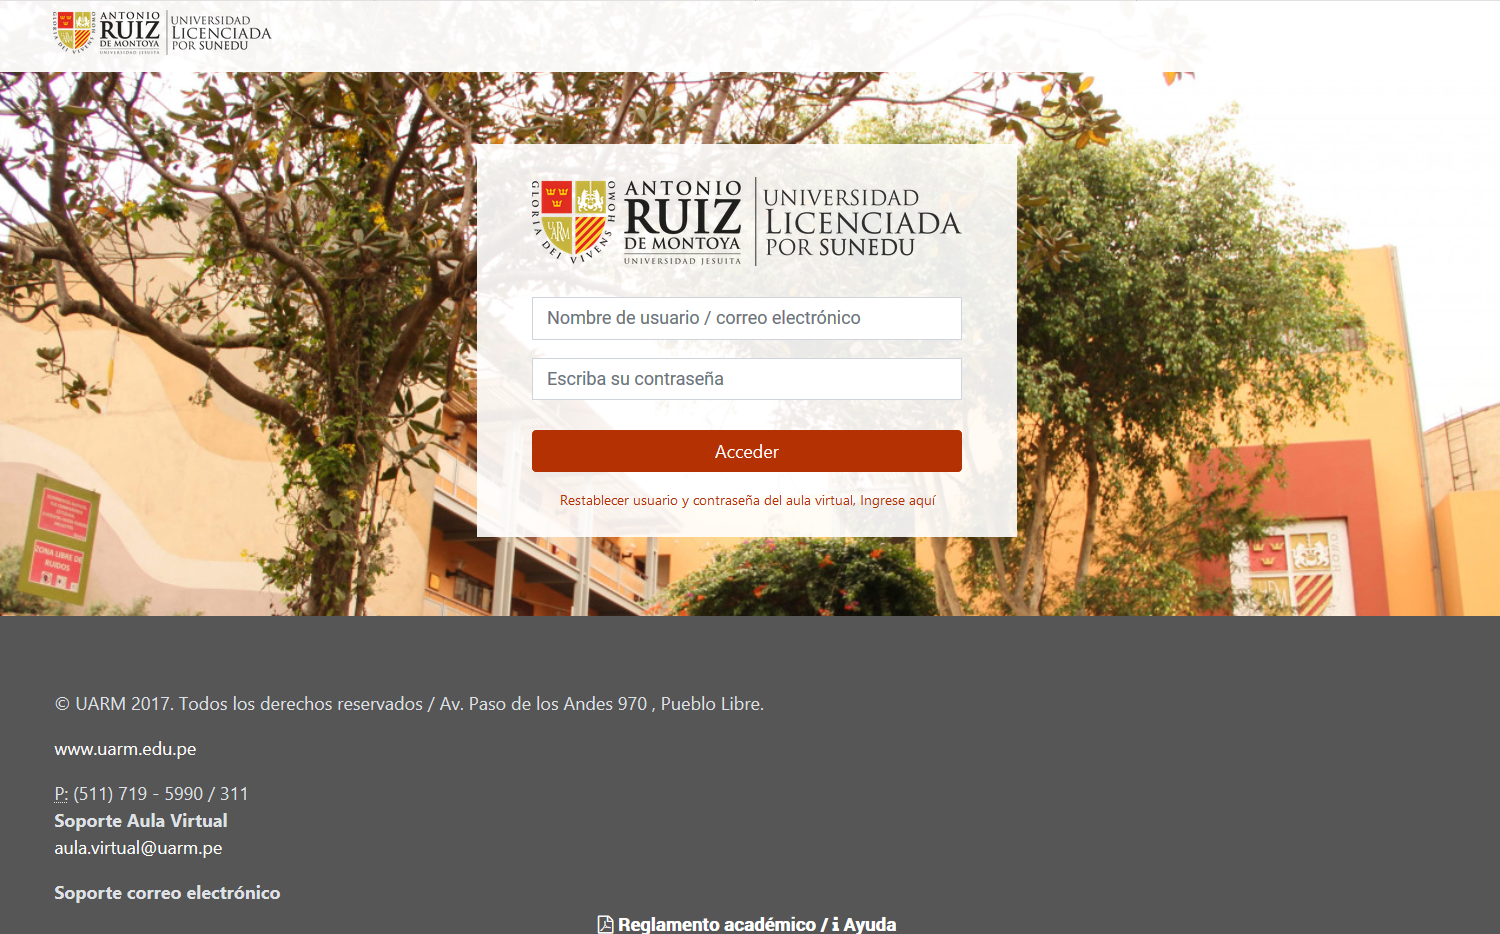 GLORIA DEI VIVENS HOMO
ANTONIO
RUIZ
DE MONTOYA
UNIVERSIDAD JESUITA
UNIVERSIDAD
LICENCIADA
POR SUNEDU
GLORIA DEI VIVENS HOMO
UARM
ANTONIO
RUIZ
DE MONTOYA
UNIVERSIDAD JESUITA
UNIVERSIDAD
LICENCIADA
POR SUNEDU
Nombre de usuario / correo electrónico
Escriba su contraseña
Acceder
Restablecer usuario y contraseña del aula virtual, Ingrese aquí
ZONA LIBRE DE
RUIDOS
© UARM 2017. Todos los derechos reservados / Av. Paso de los Andes 970 , Pueblo Libre.
www.uarm.edu.pe
P: (511) 719 - 5990 / 311
Soporte Aula Virtual
aula.virtual@uarm.pe
Soporte correo electrónico
Reglamento académico / i Ayuda